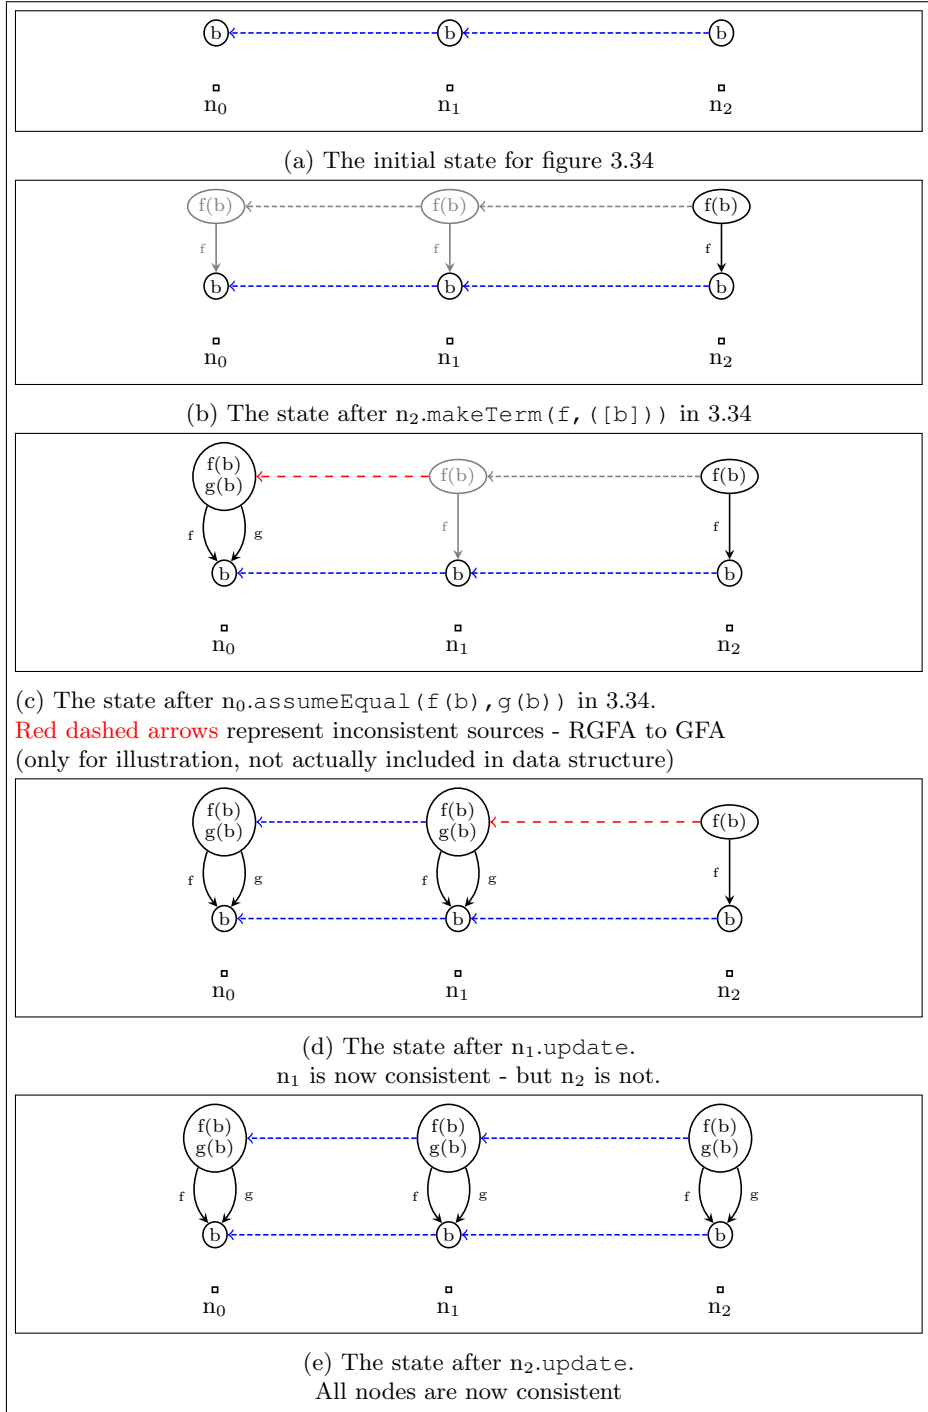 b b b
n0 n1 n2
(a) The initial state for figure 3.34
f(b) f(b) f(b)
f f f
b b b
n0 n1 n2
(b) The state after n2.makeTerm(f,([b])) in 3.34
f(b)
g(b) f(b) f(b)
f g f f
b b b
n0 n1 n2
(c) The state after n0.assumeEqual(f(b),g(b)) in 3.34.
Red dashed arrows represent inconsistent sources - RGFA to GFA
(only for illustration, not actually included in data structure)
f(b) f(b) f(b)
g(b) g(b)
f g f g f
b b b
n0 n1 n2
(d) The state after n1.update.
n1 is now consistent - but n2 is not.
f(b) f(b) f(b)
g(b) g(b) g(b)
f g f g f g
b b b
n0 n1 n2
(e) The state after n2.update.
All nodes are now consistent